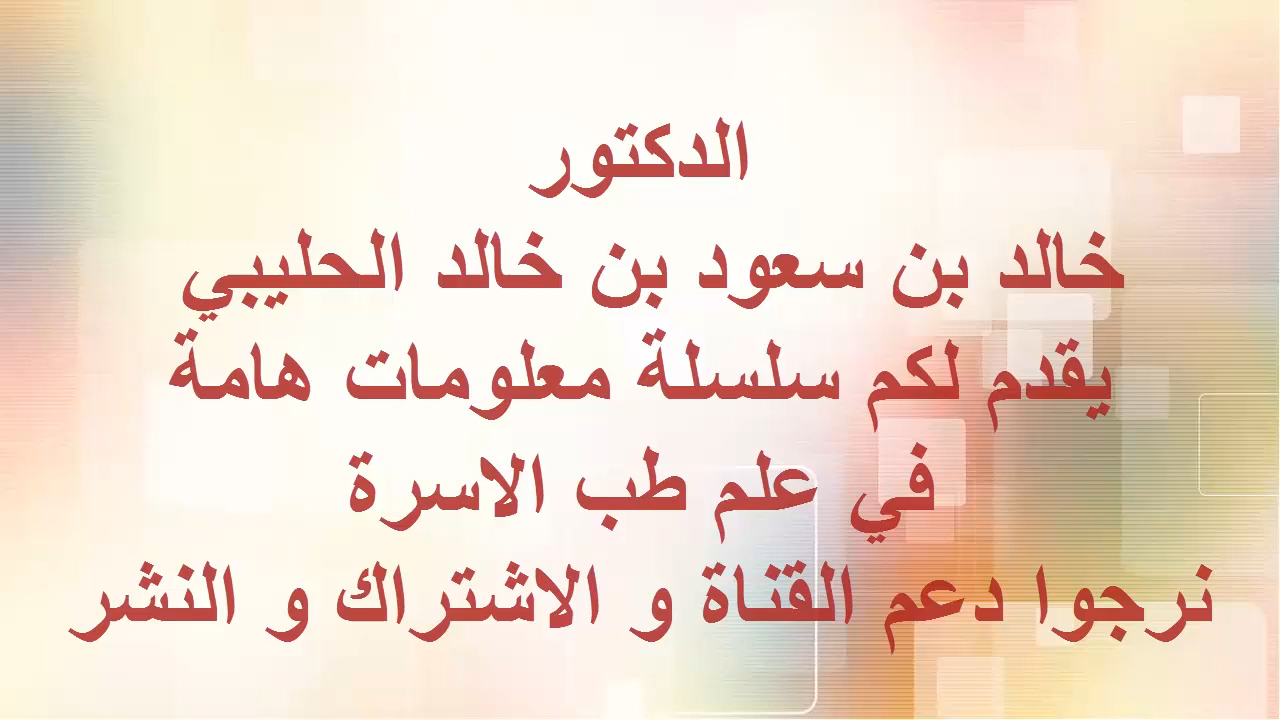 الدكتور
خالد بن سعود بن خالد الحليبي
يقدم لكم سلسلة معلومات هامة
في علم طب الاسرة
نرجوا دعم القناة و الاشتراك و النشر